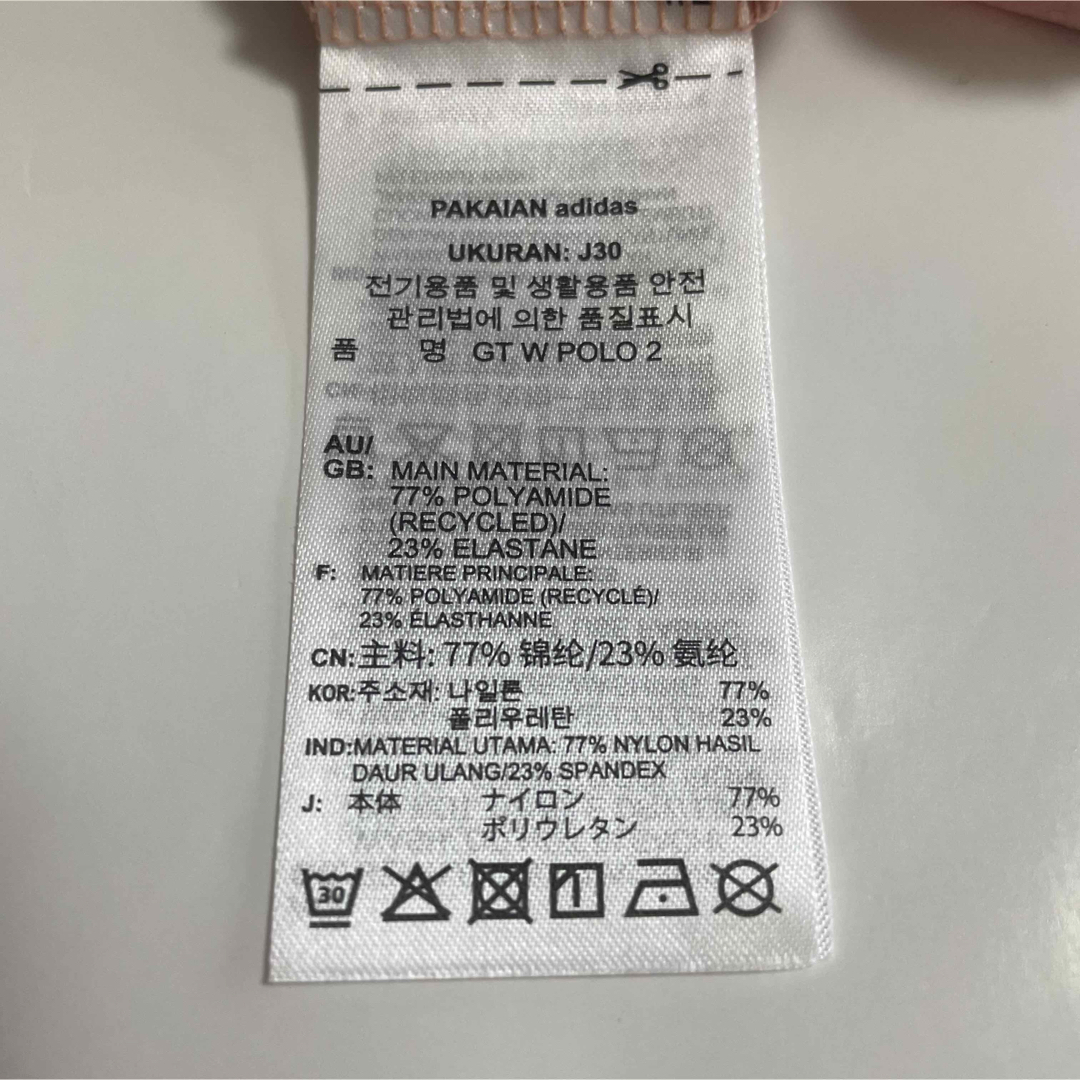 PAKAIAN adidas
UKURAN: J30
전기용품 및 생활용품 안전
관리법에 의한 품질표시
품 명 GT W POLO 2
AU/
GB: MAIN MATERIAL:
77% POLYAMIDE
(RECYCLED)/
23% ELASTANE
F: MATIERE PRINCIPALE:
77% POLYAMIDE (RECYCLÉ)/
23% ÉLASTHANNE
CN: 主料: 77% 锦纶/23% 氨纶
KOR: 주소재: 나일론 77%
폴리우레탄 23%
IND: MATERIAL UTAMA: 77% NYLON HASIL
DAUR ULANG/23% SPANDEX
J: 本体 ナイロン 77%
ポリウレタン 23%
30